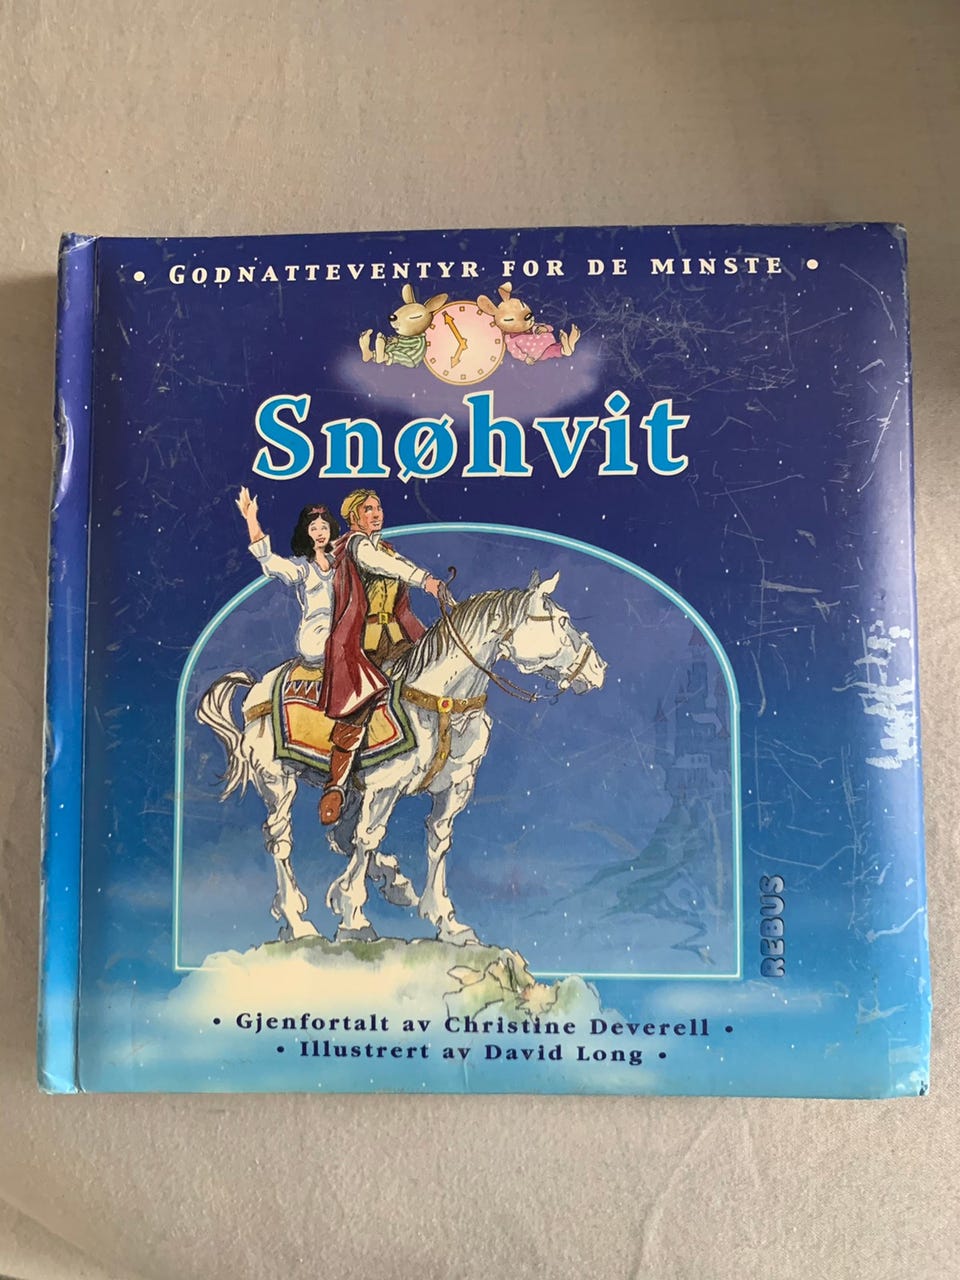 • GODNATTEVENTYR FOR DE MINSTE •
Snøhvit
REBUS
• Gjenfortalt av Christine Deverell •
• Illustrert av David Long •